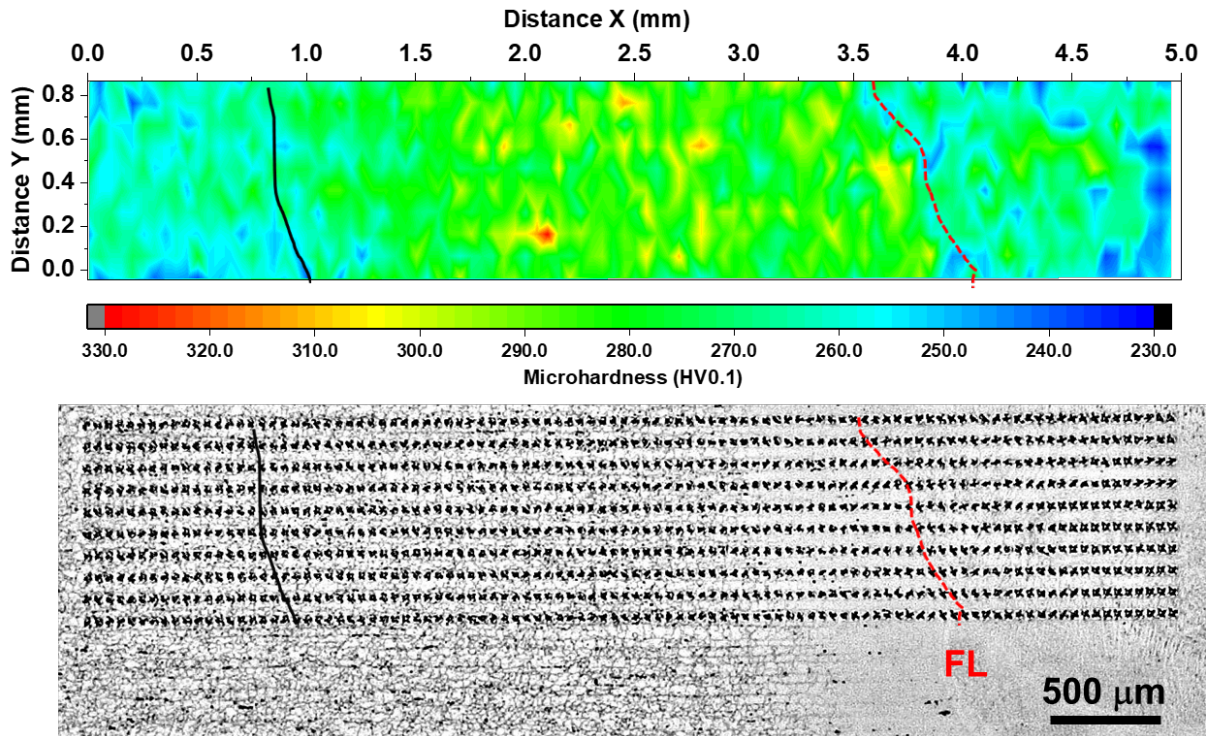 Distance X (mm)
0.0 0.5 1.0 1.5 2.0 2.5 3.0 3.5 4.0 4.5 5.0
Distance Y (mm)
0.8
0.6
0.4
0.2
0.0
330.0 320.0 310.0 300.0 290.0 280.0 270.0 260.0 250.0 240.0 230.0
Microhardness (HV0.1)
FL
500 μm